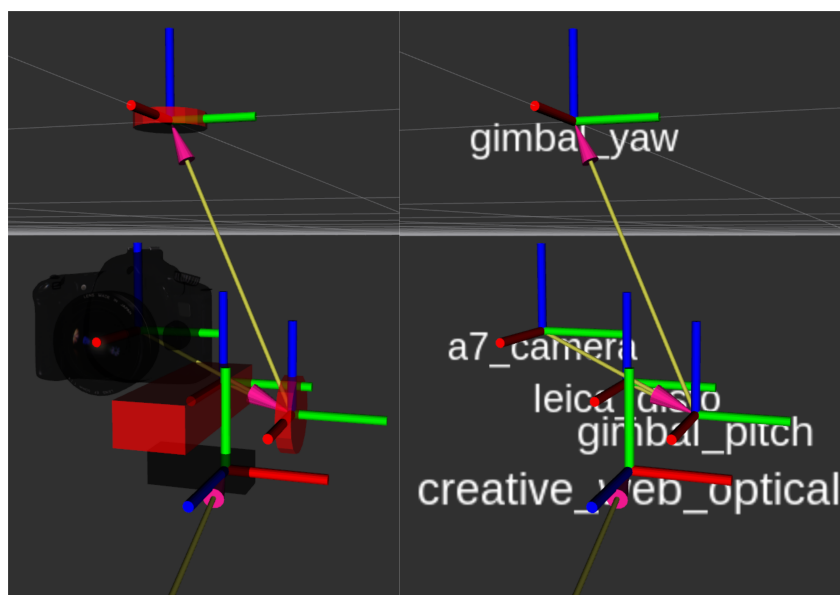 gimbal_yaw
a7_camera
leica_disto
gimbal_pitch
creative_web_optical